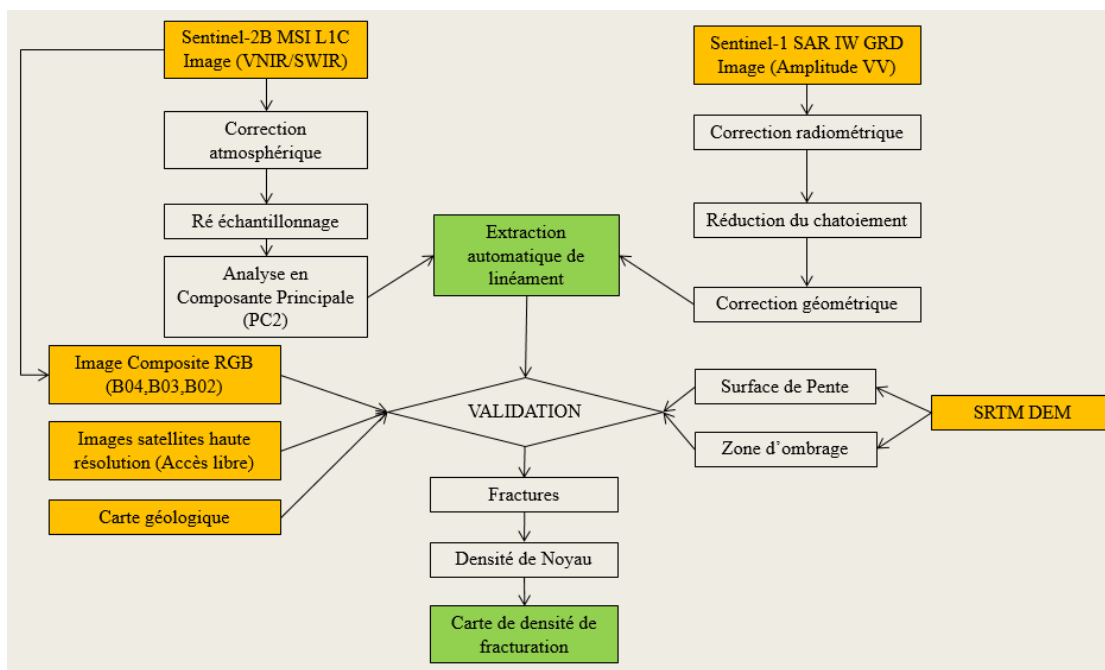 Sentinel-2B MSI L1C
Image (VNIR/SWIR)
Sentinel-1 SAR IW GRD
Image (Amplitude VV)
Correction
atmosphérique
Correction radiométrique
Ré échantillonnage
Réduction du chatoiement
Extraction
automatique de
linéament
Analyse en
Composante Principale
(PC2)
Correction géométrique
Image Composite RGB
(B04,B03,B02)
Surface de Pente
VALIDATION
SRTM DEM
Images satellites haute
résolution (Accès libre)
Zone d’ombrage
Fractures
Carte géologique
Densité de Noyau
Carte de densité de
fracturation